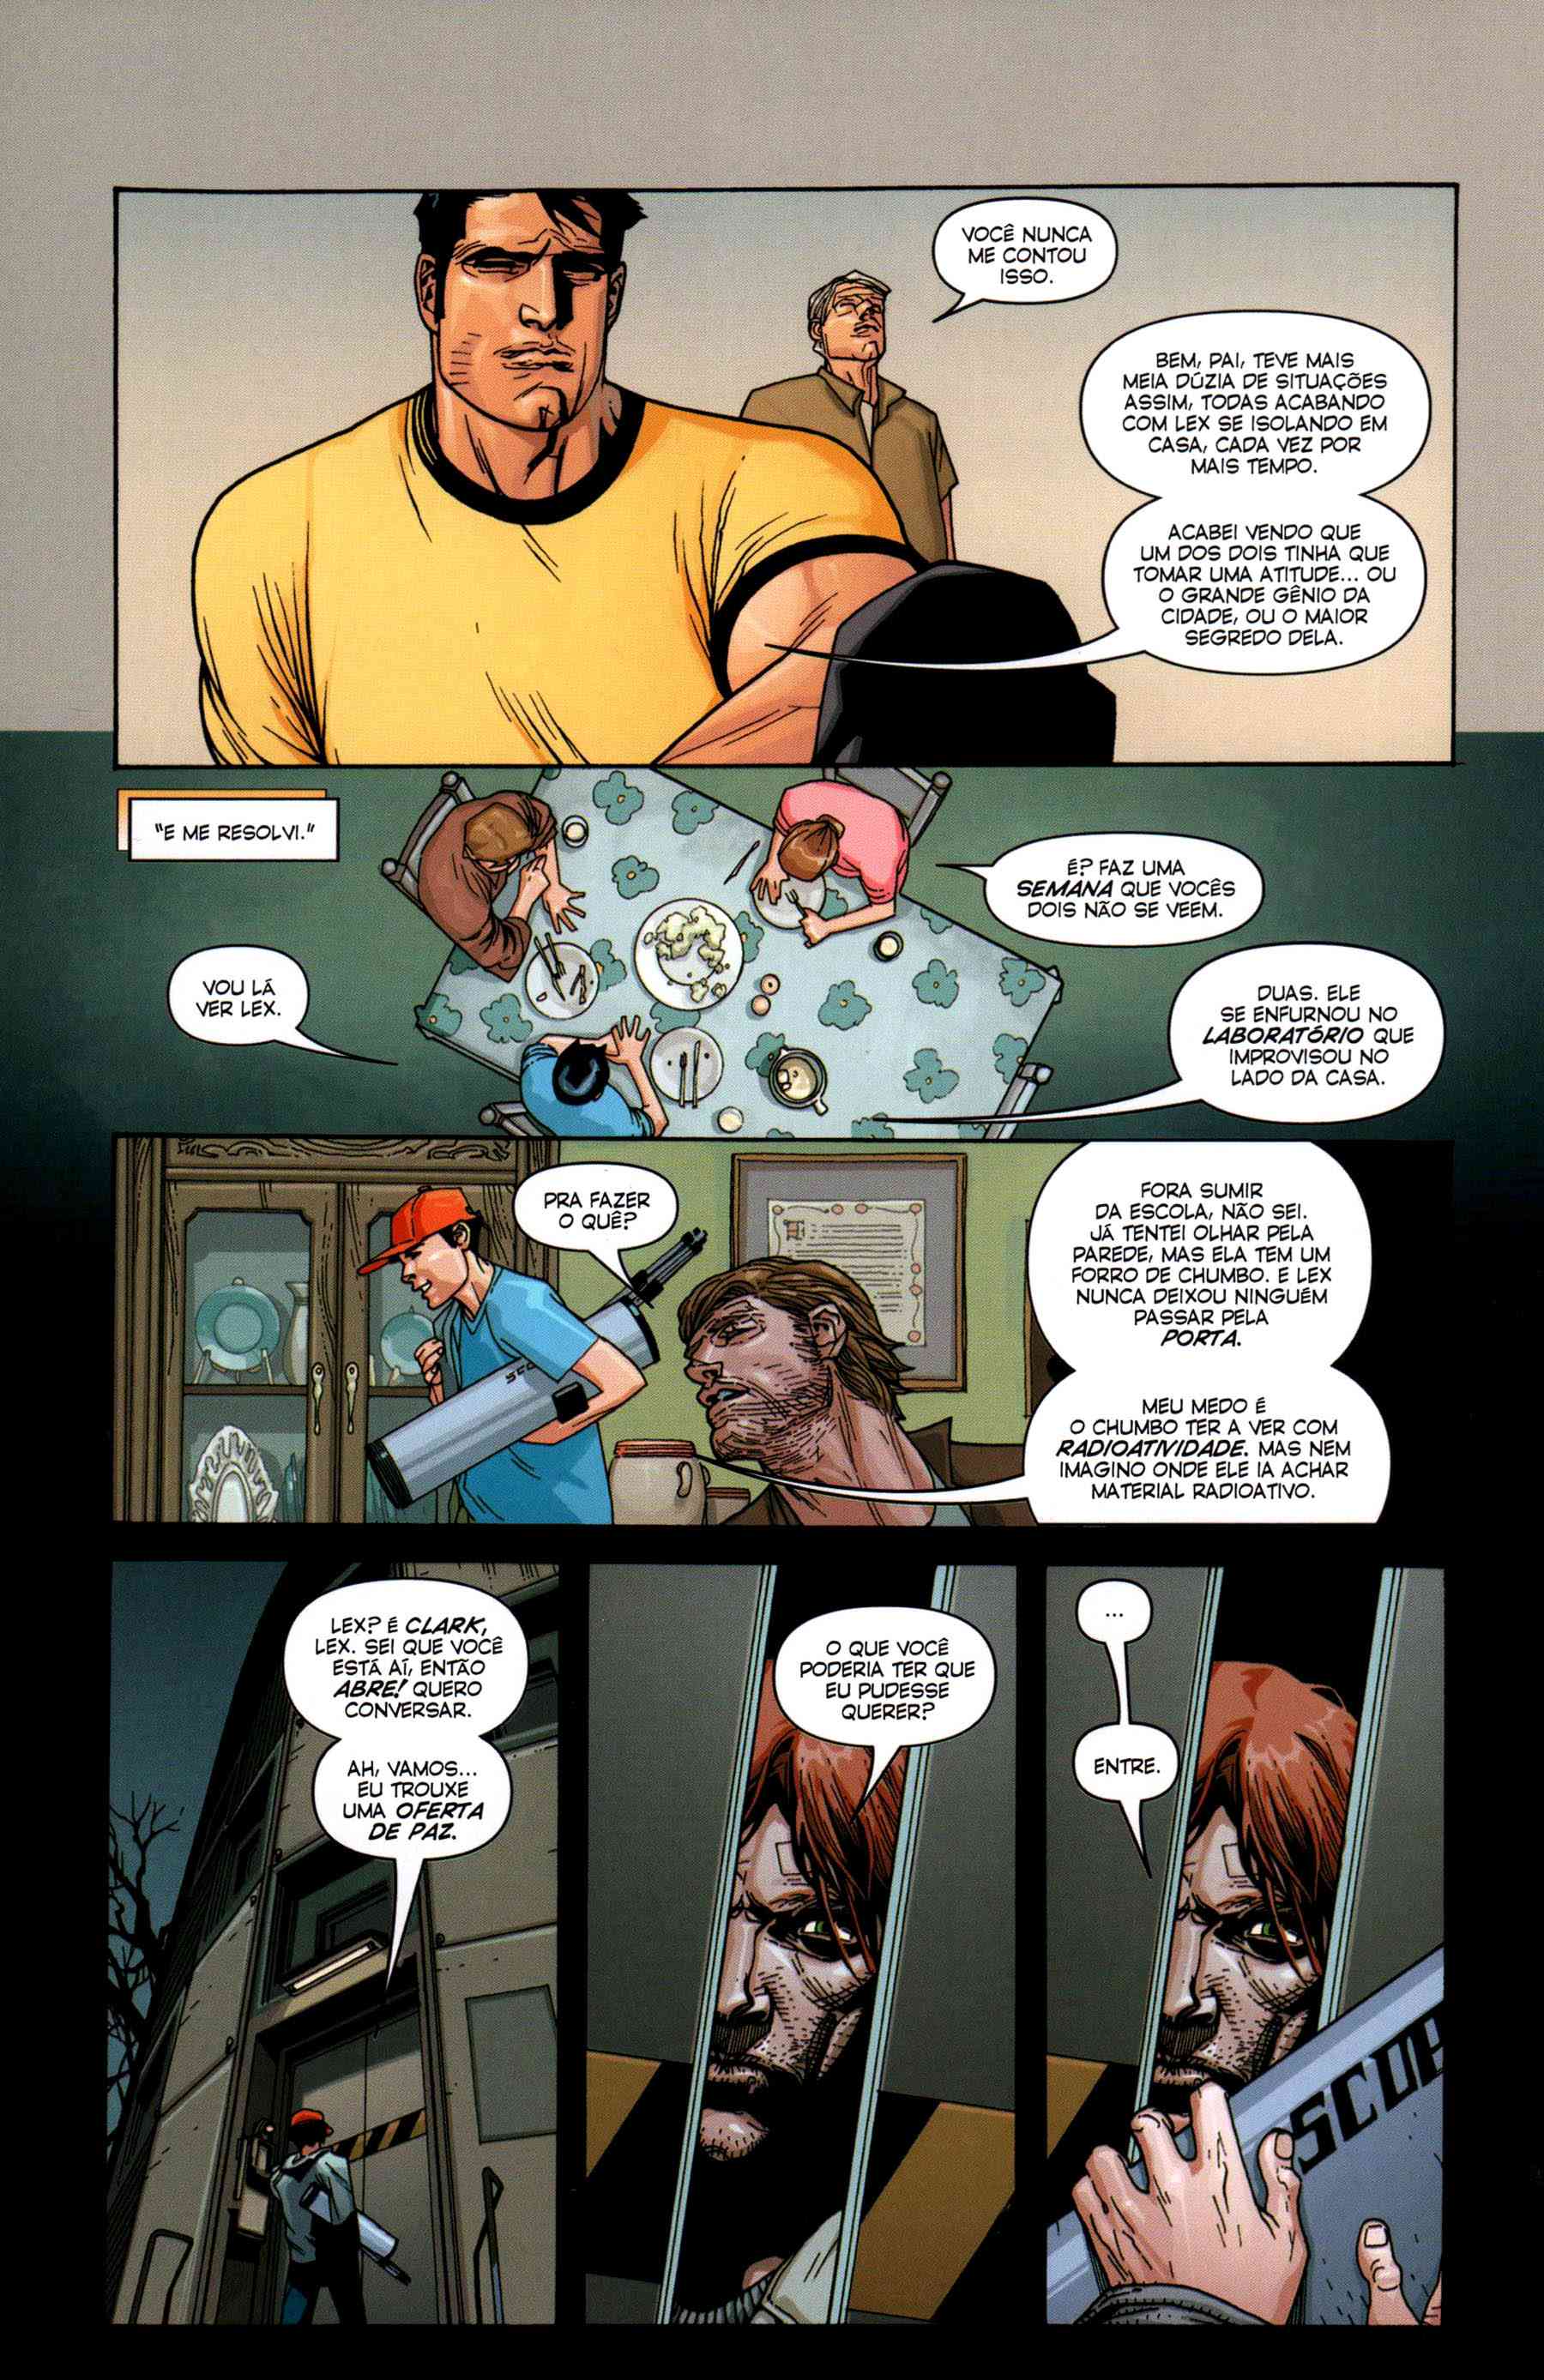 VOCÊ NUNCA
ME CONTOU
ISSO.
BEM, PAI, TEVE MAIS
MEIA DÚZIA DE SITUAÇÕES
ASSIM, TODAS ACABANDO
COM LEX SE ISOLANDO EM
CASA, CADA VEZ POR
MAIS TEMPO.
ACABEI VENDO QUE
UM DOS DOIS TINHA QUE
TOMAR UMA ATITUDE... OU
O GRANDE GÊNIO DA
CIDADE, OU O MAIOR
SEGREDO DELA.
"E ME RESOLVI."
VOU LÁ
VER LEX.
É? FAZ UMA
SEMANA QUE VOCÊS
DOIS NÃO SE VEEM.
DUAS. ELE
SE ENFURNOU NO
LABORATÓRIO QUE
IMPROVISOU NO
LADO DA CASA.
PRA FAZER
O QUÊ?
SCO
FORA SUMIR
DA ESCOLA, NÃO SEI.
JÁ TENTEI OLHAR PELA
PAREDE, MAS ELA TEM UM
FORRO DE CHUMBO. E LEX
NUNCA DEIXOU NINGUÉM
PASSAR PELA
PORTA.
MEU MEDO É
O CHUMBO TER A VER COM
RADIOATIVIDADE. MAS NEM
IMAGINO ONDE ELE IA ACHAR
MATERIAL RADIOATIVO.
LEX? É CLARK,
LEX. SEI QUE VOCÊ
ESTÁ AÍ, ENTÃO
ABRE! QUERO
CONVERSAR.
AH, VAMOS...
EU TROUXE
UMA OFERTA
DE PAZ.
O QUE VOCÊ
PODERIA TER QUE
EU PUDESSE
QUERER?
...
ENTRE.
SCOP